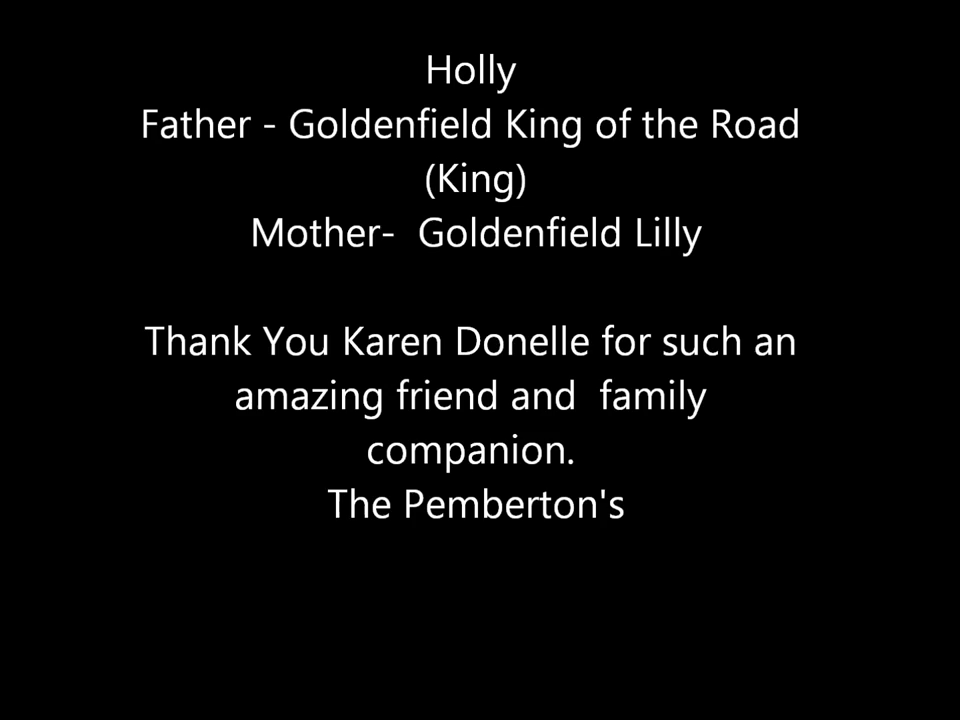 Holly
Father - Goldenfield King of the Road
(King)
Mother-  Goldenfield Lilly
Thank You Karen Donelle for such an
amazing friend and  family
companion.
The Pemberton's